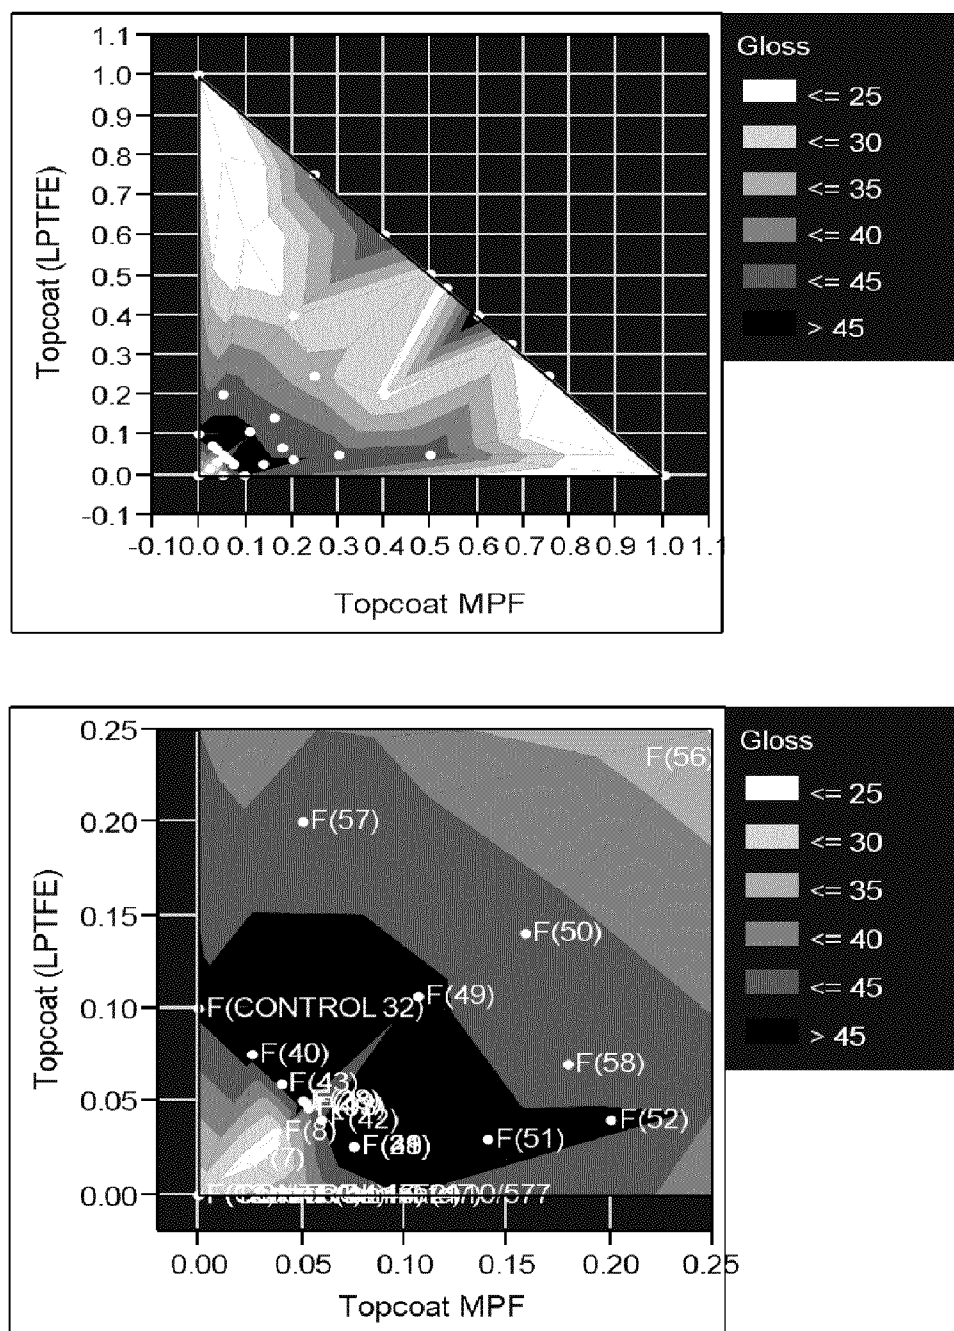 Gloss
<= 25
<= 30
<= 35
<= 40
<= 45
> 45
Topcoat (LPTFE)
1.1
1.0
0.9
0.8
0.7
0.6
0.5
0.4
0.3
0.2
0.1
0.0
-0.1
-0.1 0.0 0.1 0.2 0.3 0.4 0.5 0.6 0.7 0.8 0.9 1.0 1.1
Topcoat MPF
Gloss
<= 25
<= 30
<= 35
<= 40
<= 45
> 45
Topcoat (LPTFE)
0.25
0.20
0.15
0.10
0.05
0.00
F(56)
F(57)
F(50)
F(49)
F(CONTROL 32)
F(40)
F(58)
F(43)
F(42)
F(52)
F(8)
F(51)
(7)
0.00 0.05 0.10 0.15 0.20 0.25
Topcoat MPF